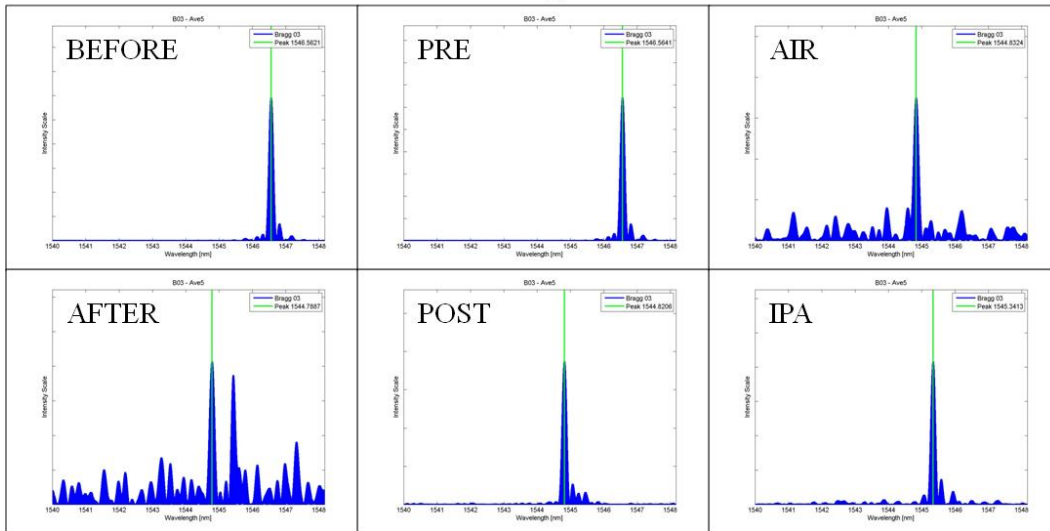 B03 - Ave5
BEFORE
Bragg 03
Peak 1546.5621
Intensity Scale
1540 1541 1542 1543 1544 1545 1546 1547 1548
Wavelength [nm]
B03 - Ave5
PRE
Bragg 03
Peak 1546.5641
Intensity Scale
1540 1541 1542 1543 1544 1545 1546 1547 1548
Wavelength [nm]
B03 - Ave5
AIR
Bragg 03
Peak 1544.8324
Intensity Scale
1540 1541 1542 1543 1544 1545 1546 1547 1548
Wavelength [nm]
B03 - Ave5
AFTER
Bragg 03
Peak 1544.7887
Intensity Scale
1540 1541 1542 1543 1544 1545 1546 1547 1548
Wavelength [nm]
B03 - Ave5
POST
Bragg 03
Peak 1544.8206
Intensity Scale
1540 1541 1542 1543 1544 1545 1546 1547 1548
Wavelength [nm]
B03 - Ave5
IPA
Bragg 03
Peak 1545.3413
Intensity Scale
1540 1541 1542 1543 1544 1545 1546 1547 1548
Wavelength [nm]